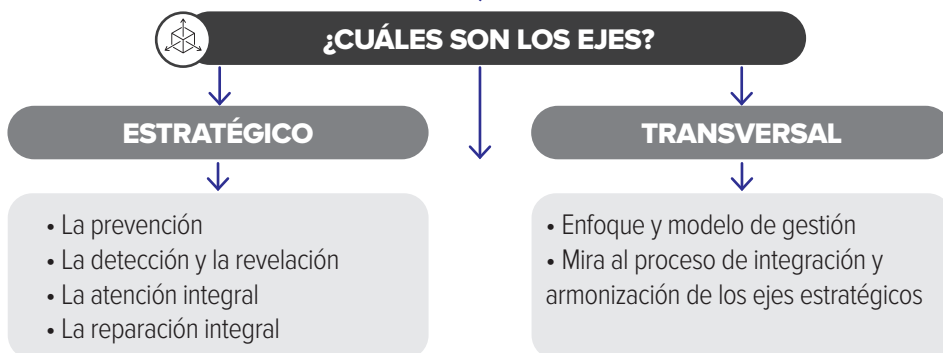 ¿CUÁLES SON LOS EJES?
ESTRATÉGICO
• La prevención
• La detección y la revelación
• La atención integral
• La reparación integral
TRANSVERSAL
• Enfoque y modelo de gestión
• Mira al proceso de integración y
armonización de los ejes estratégicos